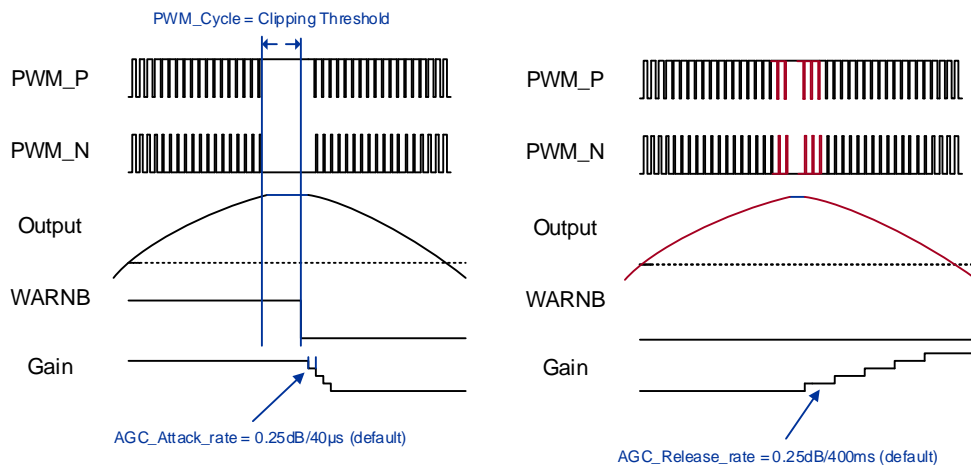 PWM_Cycle = Clipping Threshold
PWM_P
PWM_N
Output
WARNB
Gain
AGC_Attack_rate = 0.25dB/40µs (default)
PWM_P
PWM_N
Output
WARNB
Gain
AGC_Release_rate = 0.25dB/400ms (default)